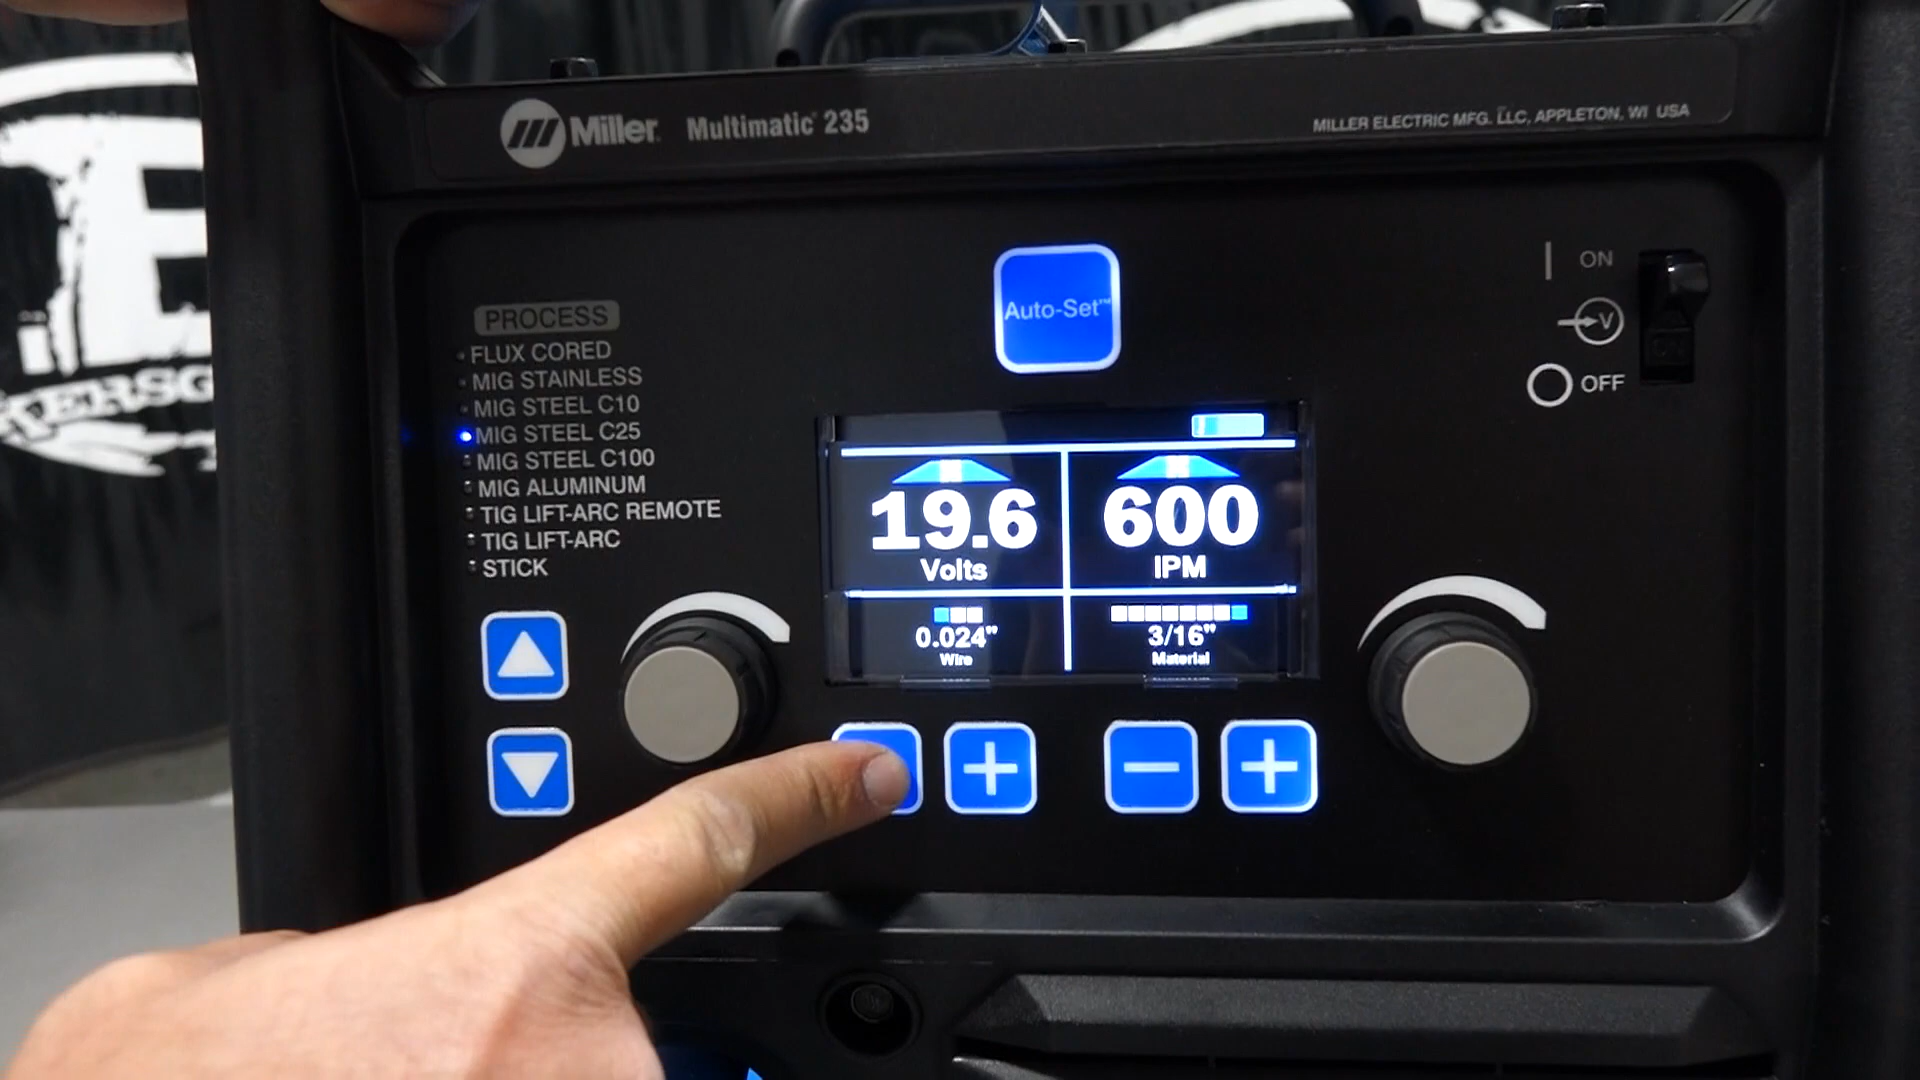 Miller Multimatic 235
MILLER ELECTRIC MFG. LLC, APPLETON, WI USA
Auto-Set™
ON
V
OFF
PROCESS
FLUX CORED
MIG STAINLESS
MIG STEEL C10
MIG STEEL C25
MIG STEEL C100
MIG ALUMINUM
TIG LIFT-ARC REMOTE
TIG LIFT-ARC
STICK
19.6
Volts
600
IPM
0.024"
Wire
3/16"
Material